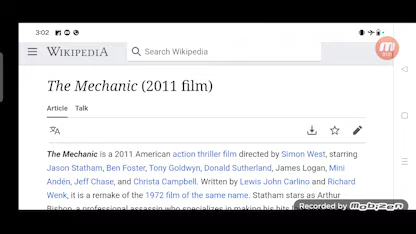 3:02
WIKIPEDIA
Search Wikipedia
The Mechanic (2011 film)
Article Talk
The Mechanic is a 2011 American action thriller film directed by Simon West, starring
Jason Statham, Ben Foster, Tony Goldwyn, Donald Sutherland, James Logan, Mini
Andén, Jeff Chase, and Christa Campbell. Written by Lewis John Carlino and Richard
Wenk, it is a remake of the 1972 film of the same name. Statham stars as Arthur
Bishop, a professional assassin who specializes in making his hits
Recorded by mobizen